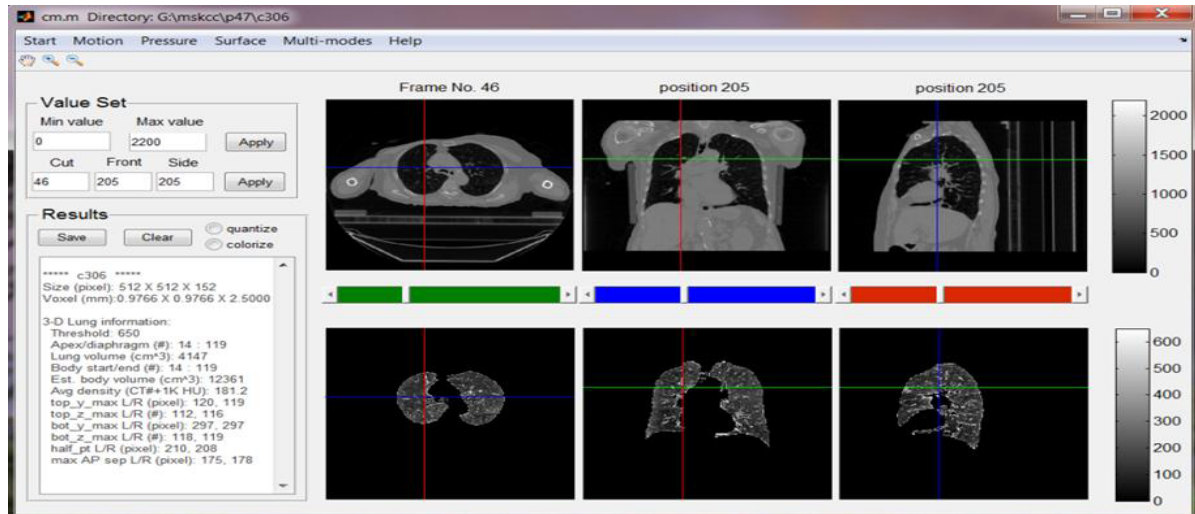 cm.m Directory: G:\mskcc\p47\c306
Start Motion Pressure Surface Multi-modes Help
Frame No. 46
position 205
position 205
Value Set
Min value Max value
0 2200 Apply
Cut Front Side
46 205 205 Apply
2000
1500
1000
500
0
Results
Save Clear
quantize
colorize
***** c306 *****
Size (pixel): 512 X 512 X 152
Voxel (mm):0.9766 X 0.9766 X 2.5000
3-D Lung information:
Threshold: 650
Apex/diaphragm (#): 14 : 119
Lung volume (cm^3): 4147
Body start/end (#): 14 : 119
Est. body volume (cm^3): 12361
Avg density (CT#+1K HU): 181.2
top_y_max L/R (pixel): 120, 119
top_z_max L/R (#): 112, 116
bot_y_max L/R (pixel): 297, 297
bot_z_max L/R (#): 118, 119
half_pt L/R (pixel): 210, 208
max AP sep L/R (pixel): 175, 178
600
500
400
300
200
100
0